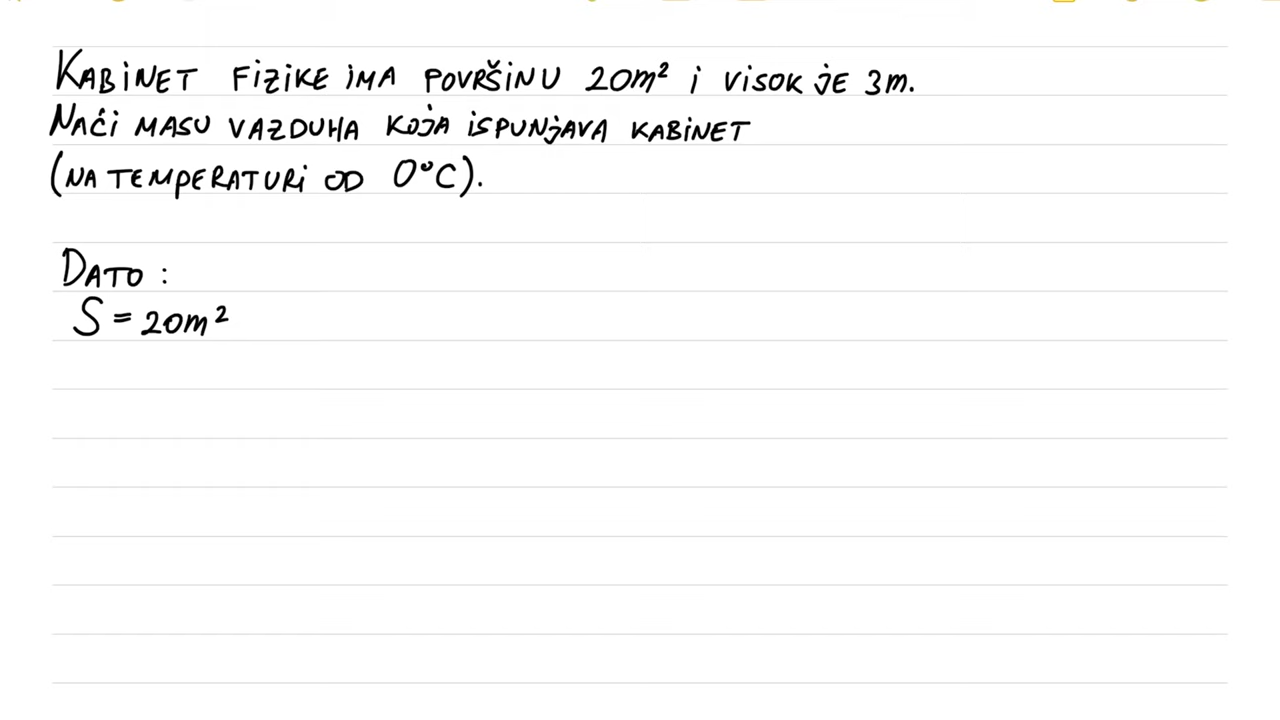 KABINET FIZIKE IMA POVRŠINU 20m² i VISOK JE 3m.
NAĆI MASU VAZDUHA KOJA ISPUNJAVA KABINET
(NA TEMPERATURI OD 0°C).
DATO:
S = 20m²